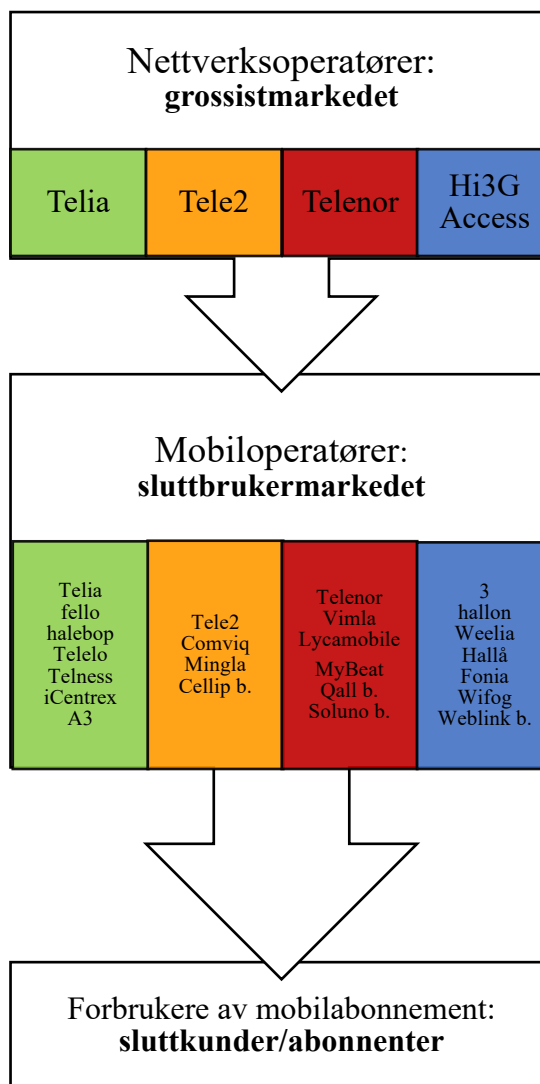 Nettverksoperatører:
grossistmarkedet
Telia
Tele2
Telenor
Hi3G
Access
Mobiloperatører:
sluttbrukermarkedet
Telia
fello
halebop
Telelo
Telness
iCentrex
A3
Tele2
Comviq
Mingla
Cellip b.
Telenor
Vimla
Lycamobile
MyBeat
Qall b.
Soluno b.
3
hallon
Weelia
Hallå
Fonia
Wifog
Weblink b.
Forbrukere av mobilabonnement:
sluttkunder/abonnenter